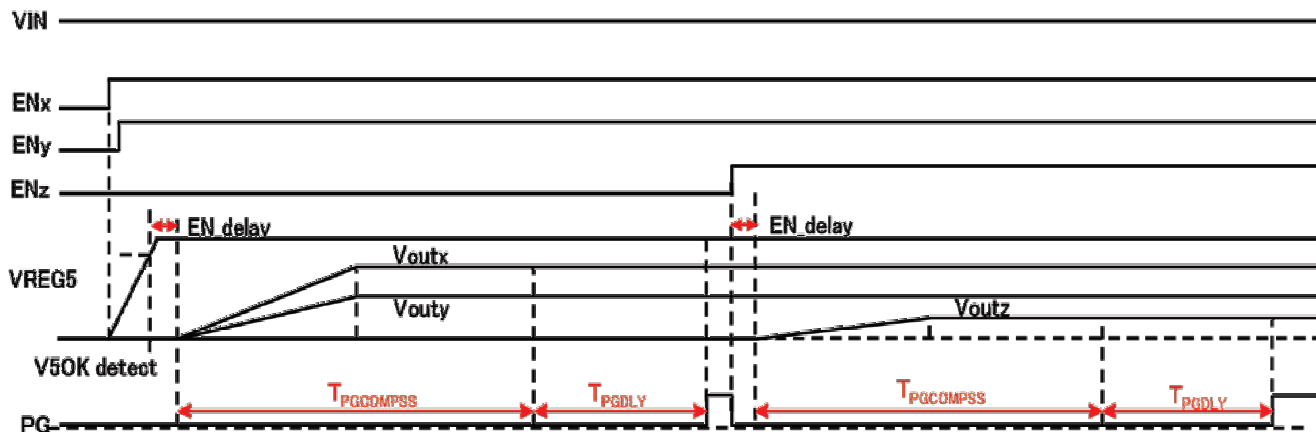 VIN
ENx
ENy
ENz
EN_delay EN_delay
Voutx
VREG5
Vouty Voutz
V5OK detect
TPGCOMPSS TPGDLY TPGCOMPSS TPGDLY
PG